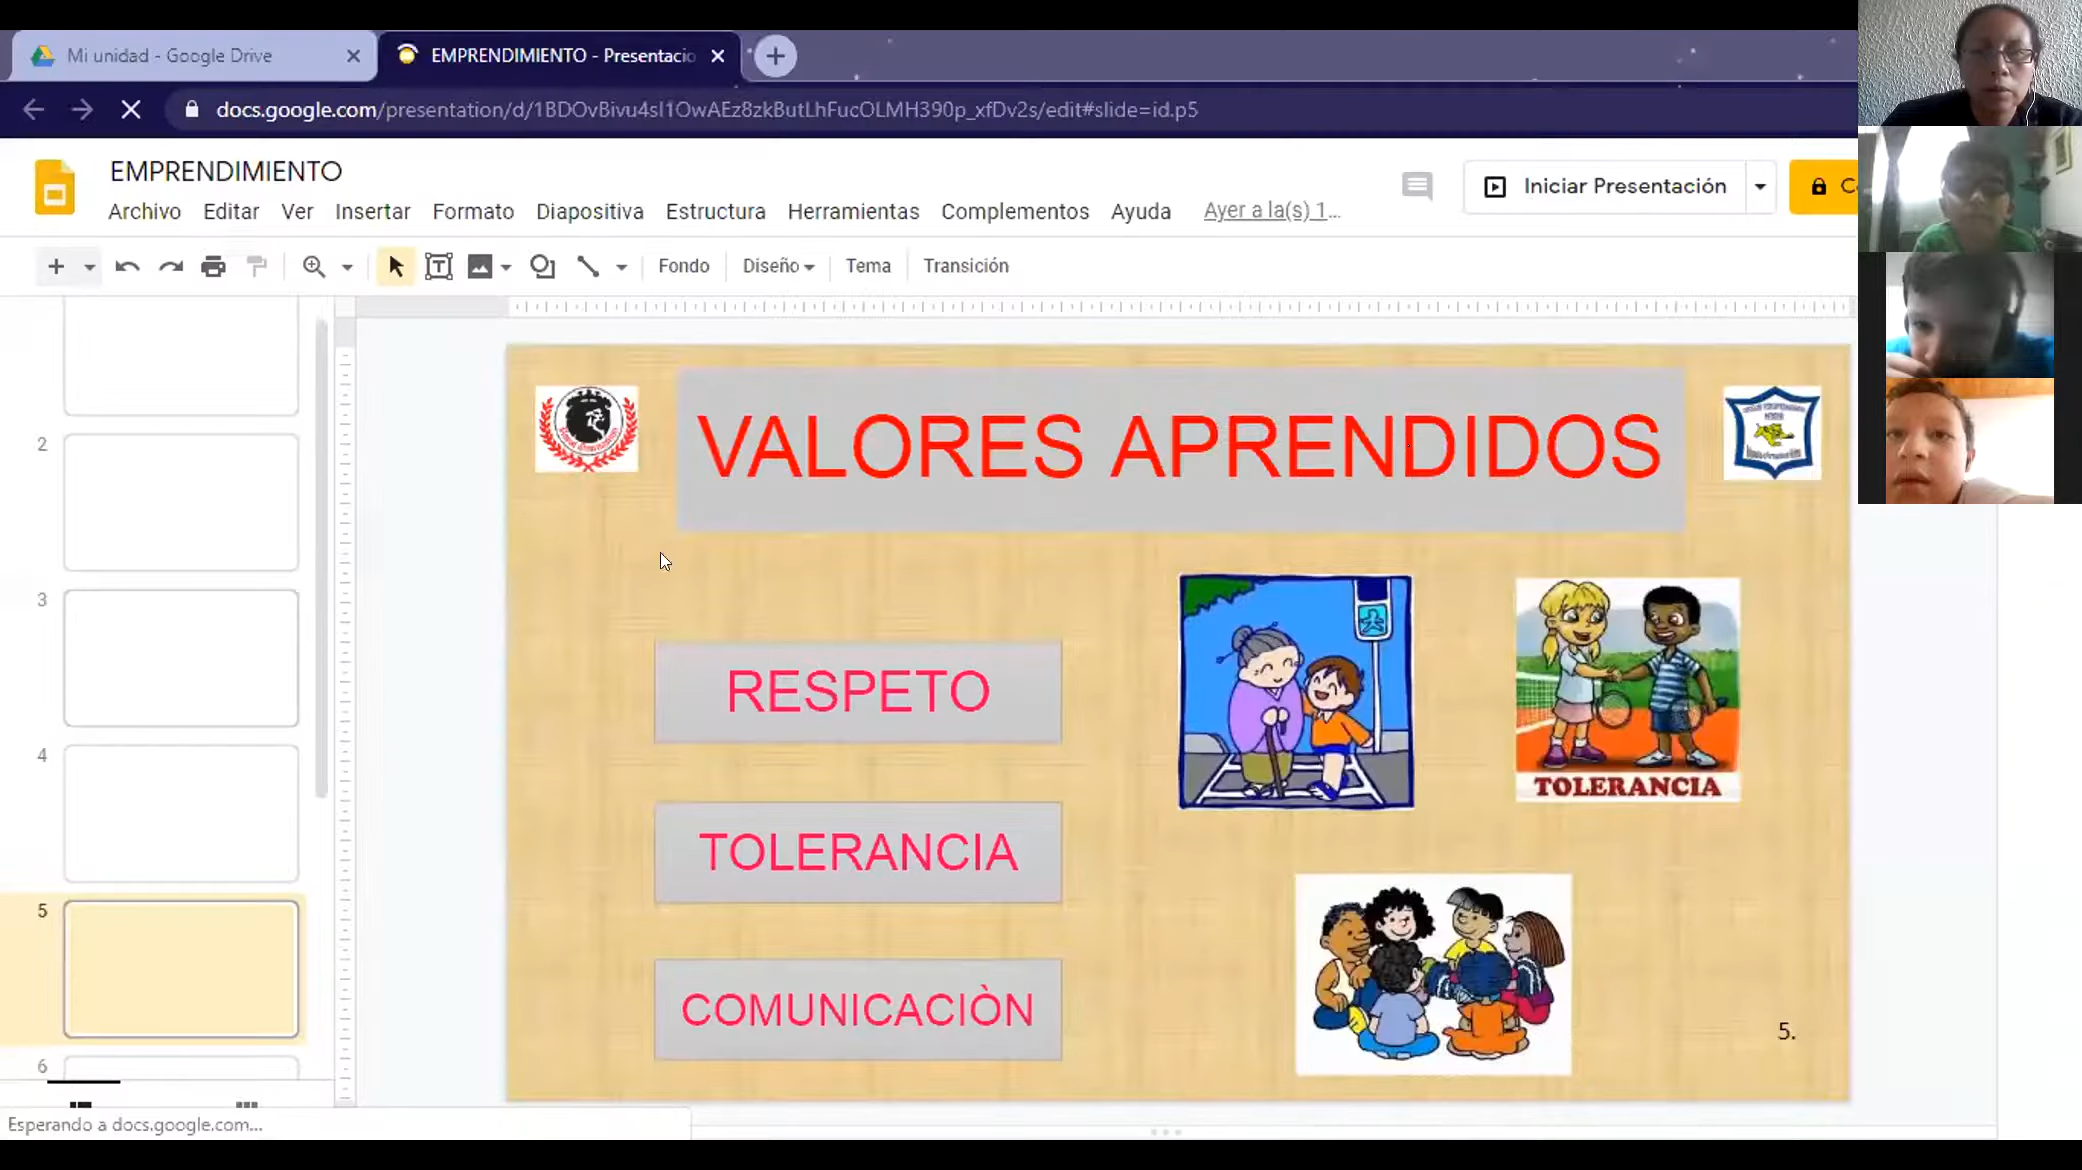 Mi unidad - Google Drive
EMPRENDIMIENTO - Presentacio
docs.google.com/presentation/d/1BDOvBivu4sl1OwAEz8zkButLhFucOLMH390p_xfDv2s/edit#slide=id.p5
EMPRENDIMIENTO
Iniciar Presentación
C
Archivo Editar Ver Insertar Formato Diapositiva Estructura Herramientas Complementos Ayuda Ayer a la(s) 1...
Fondo Diseño Tema Transición
2
3
4
5
6
VALORES APRENDIDOS
RESPETO
TOLERANCIA
TOLERANCIA
COMUNICACIÒN
5.
Esperando a docs.google.com...